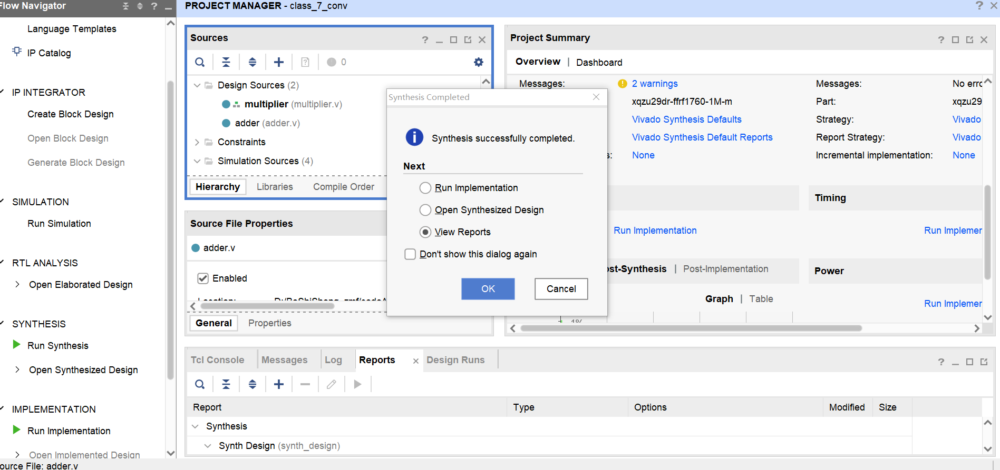 Flow Navigator
Language Templates
IP Catalog
IP INTEGRATOR
Create Block Design
Open Block Design
Generate Block Design
SIMULATION
Run Simulation
RTL ANALYSIS
Open Elaborated Design
SYNTHESIS
Run Synthesis
Open Synthesized Design
IMPLEMENTATION
Run Implementation
Open Implemented Design
PROJECT MANAGER - class_7_conv
Sources
0
Design Sources (2)
multiplier (multiplier.v)
adder (adder.v)
Constraints
Simulation Sources (4)
Hierarchy Libraries Compile Order
Source File Properties
adder.v
Enabled
Location:
General Properties
Synthesis Completed
Synthesis successfully completed.
Next
Run Implementation
Open Synthesized Design
View Reports
Don't show this dialog again
OK Cancel
Project Summary
Overview | Dashboard
Messages: 2 warnings Messages: No erro
xqzu29dr-ffrf1760-1M-m Part: xqzu29
Vivado Synthesis Defaults Strategy: Vivado
Vivado Synthesis Default Reports Report Strategy: Vivado
s: None Incremental implementation: None
Timing
Run Implementation Run Implemer
ost-Synthesis | Post-Implementation Power
Graph | Table
Run Implemer
1%
Tcl Console Messages Log Reports Design Runs
Report Type Options Modified Size
Synthesis
Synth Design (synth_design)
ource File: adder.v